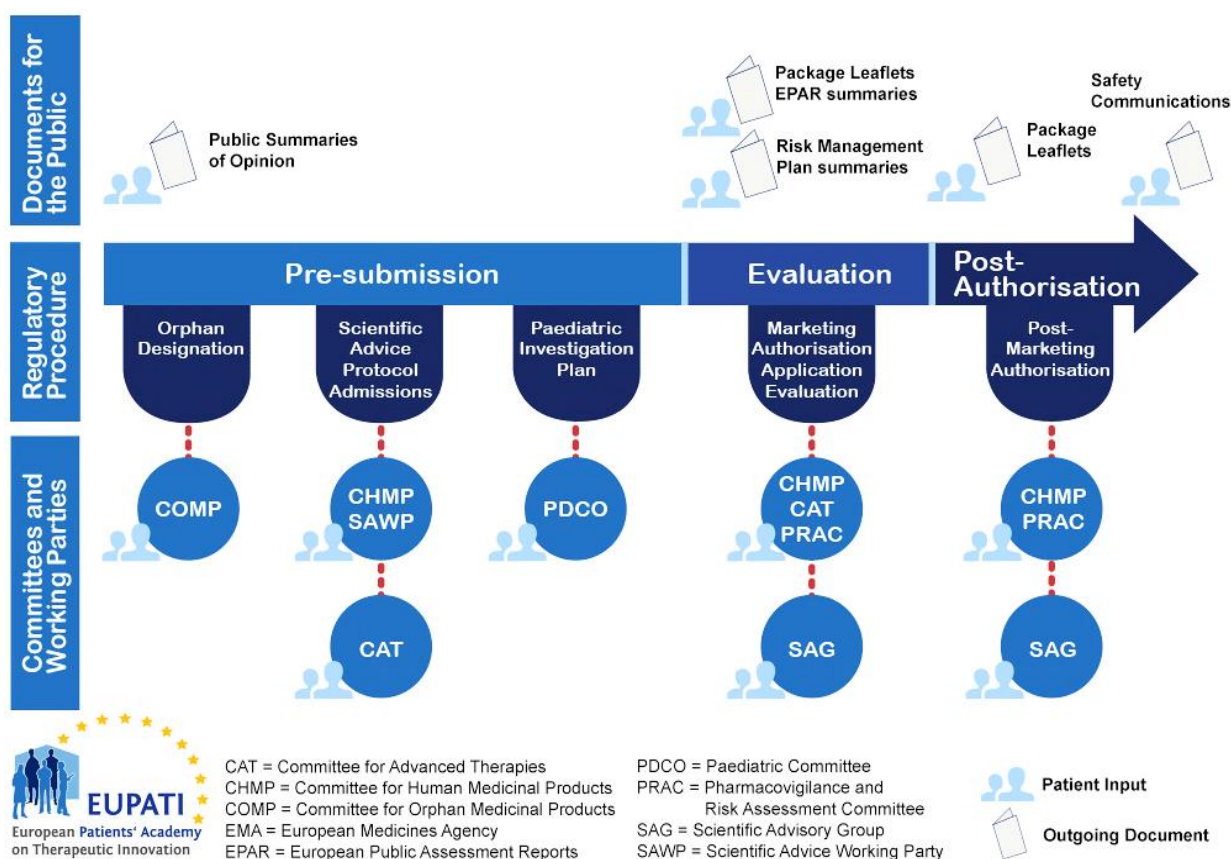 Documents for
the Public
Public Summaries
of Opinion
Package Leaflets
EPAR summaries
Risk Management
Plan summaries
Package
Leaflets
Safety
Communications
Regulatory
Procedure
Pre-submission
Evaluation
Post-
Authorisation
Orphan
Designation
Scientific
Advice
Protocol
Admissions
Paediatric
Investigation
Plan
Marketing
Authorisation
Application
Evaluation
Post-
Marketing
Authorisation
Committees and
Working Parties
COMP
CHMP
SAWP
PDCO
CHMP
CAT
PRAC
CHMP
PRAC
CAT
SAG
SAG
EUPATI
European Patients' Academy
on Therapeutic Innovation
CAT = Committee for Advanced Therapies
CHMP = Committee for Human Medicinal Products
COMP = Committee for Orphan Medicinal Products
EMA = European Medicines Agency
EPAR = European Public Assessment Reports
PDCO = Paediatric Committee
PRAC = Pharmacovigilance and
Risk Assessment Committee
SAG = Scientific Advisory Group
SAWP = Scientific Advice Working Party
Patient Input
Outgoing Document